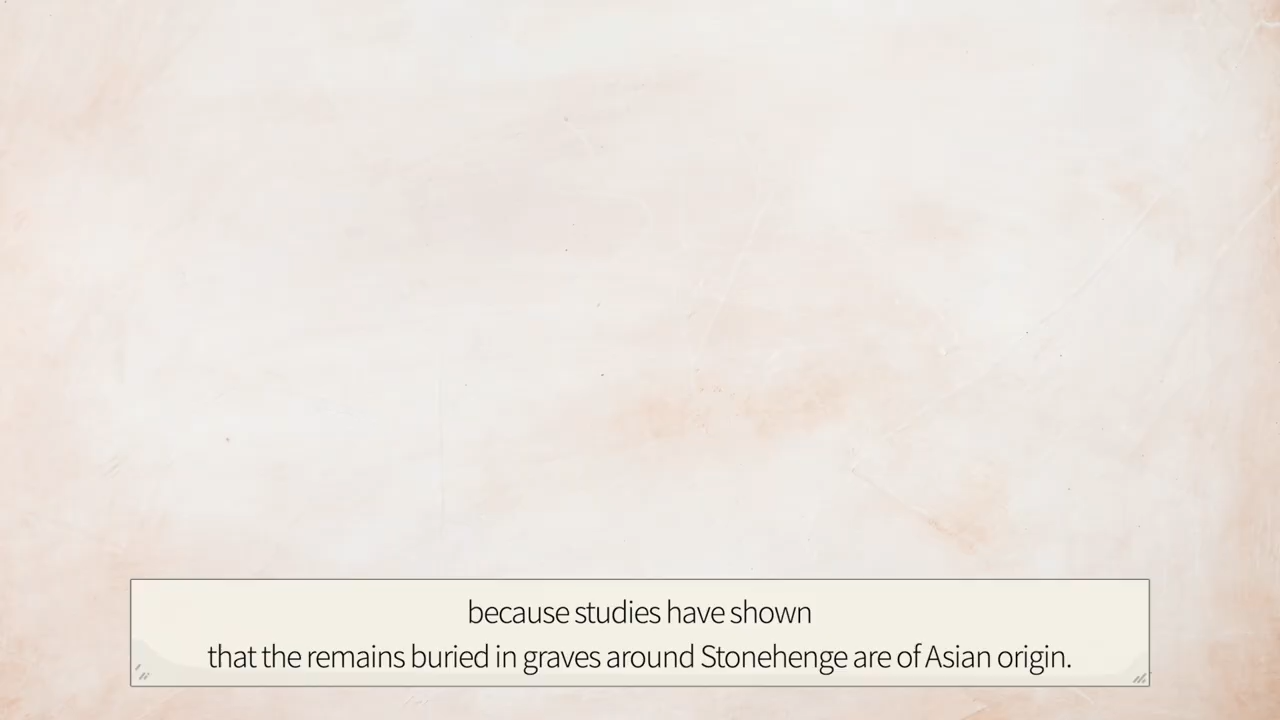 because studies have shown
that the remains buried in graves around Stonehenge are of Asian origin.